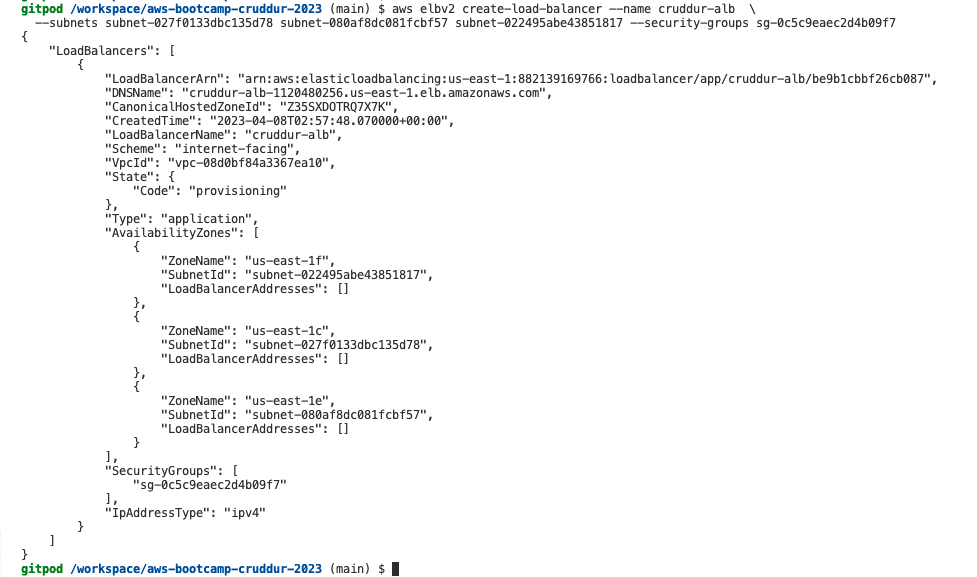 gitpod /workspace/aws-bootcamp-cruddur-2023 (main) $ aws elbv2 create-load-balancer --name cruddur-alb  \
  --subnets subnet-027f0133dbc135d78 subnet-080af8dc081fcbf57 subnet-022495abe43851817 --security-groups sg-0c5c9eaec2d4b09f7
{
    "LoadBalancers": [
        {
            "LoadBalancerArn": "arn:aws:elasticloadbalancing:us-east-1:882139169766:loadbalancer/app/cruddur-alb/be9b1cbbf26cb087",
            "DNSName": "cruddur-alb-1120480256.us-east-1.elb.amazonaws.com",
            "CanonicalHostedZoneId": "Z35SXDOTRQ7X7K",
            "CreatedTime": "2023-04-08T02:57:48.070000+00:00",
            "LoadBalancerName": "cruddur-alb",
            "Scheme": "internet-facing",
            "VpcId": "vpc-08d0bf84a3367ea10",
            "State": {
                "Code": "provisioning"
            },
            "Type": "application",
            "AvailabilityZones": [
                {
                    "ZoneName": "us-east-1f",
                    "SubnetId": "subnet-022495abe43851817",
                    "LoadBalancerAddresses": []
                },
                {
                    "ZoneName": "us-east-1c",
                    "SubnetId": "subnet-027f0133dbc135d78",
                    "LoadBalancerAddresses": []
                },
                {
                    "ZoneName": "us-east-1e",
                    "SubnetId": "subnet-080af8dc081fcbf57",
                    "LoadBalancerAddresses": []
                }
            ],
            "SecurityGroups": [
                "sg-0c5c9eaec2d4b09f7"
            ],
            "IpAddressType": "ipv4"
        }
    ]
}
gitpod /workspace/aws-bootcamp-cruddur-2023 (main) $